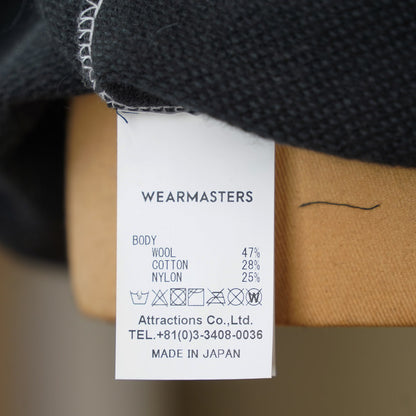 WEARMASTERS
BODY
WOOL 47%
COTTON 28%
NYLON 25%
W
Attractions Co.,Ltd.
TEL.+81(0)3-3408-0036
MADE IN JAPAN